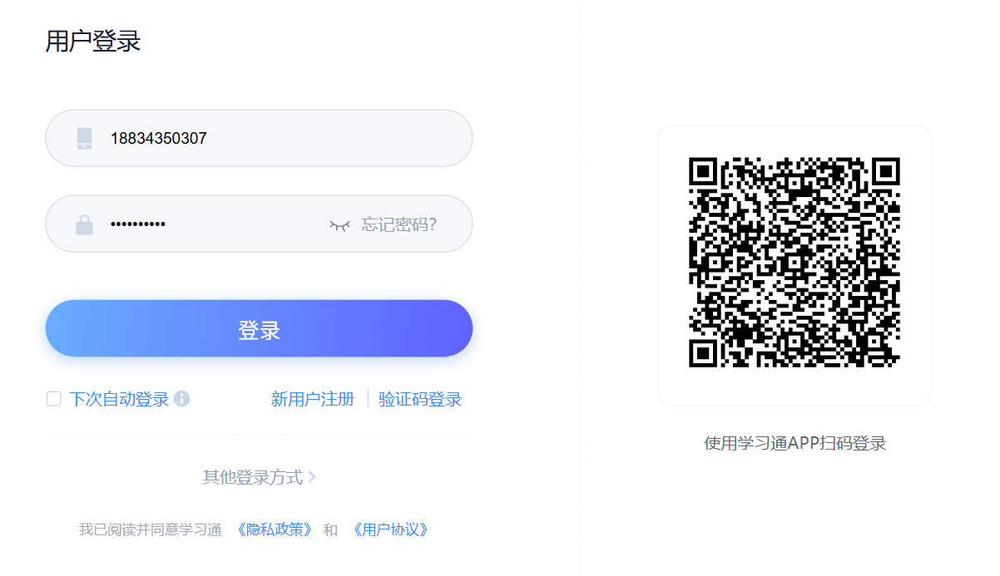 用户登录
18834350307
••••••••••
忘记密码?
登录
下次自动登录
新用户注册
验证码登录
其他登录方式
我已阅读并同意学习通 《隐私政策》 和 《用户协议》
使用学习通APP扫码登录